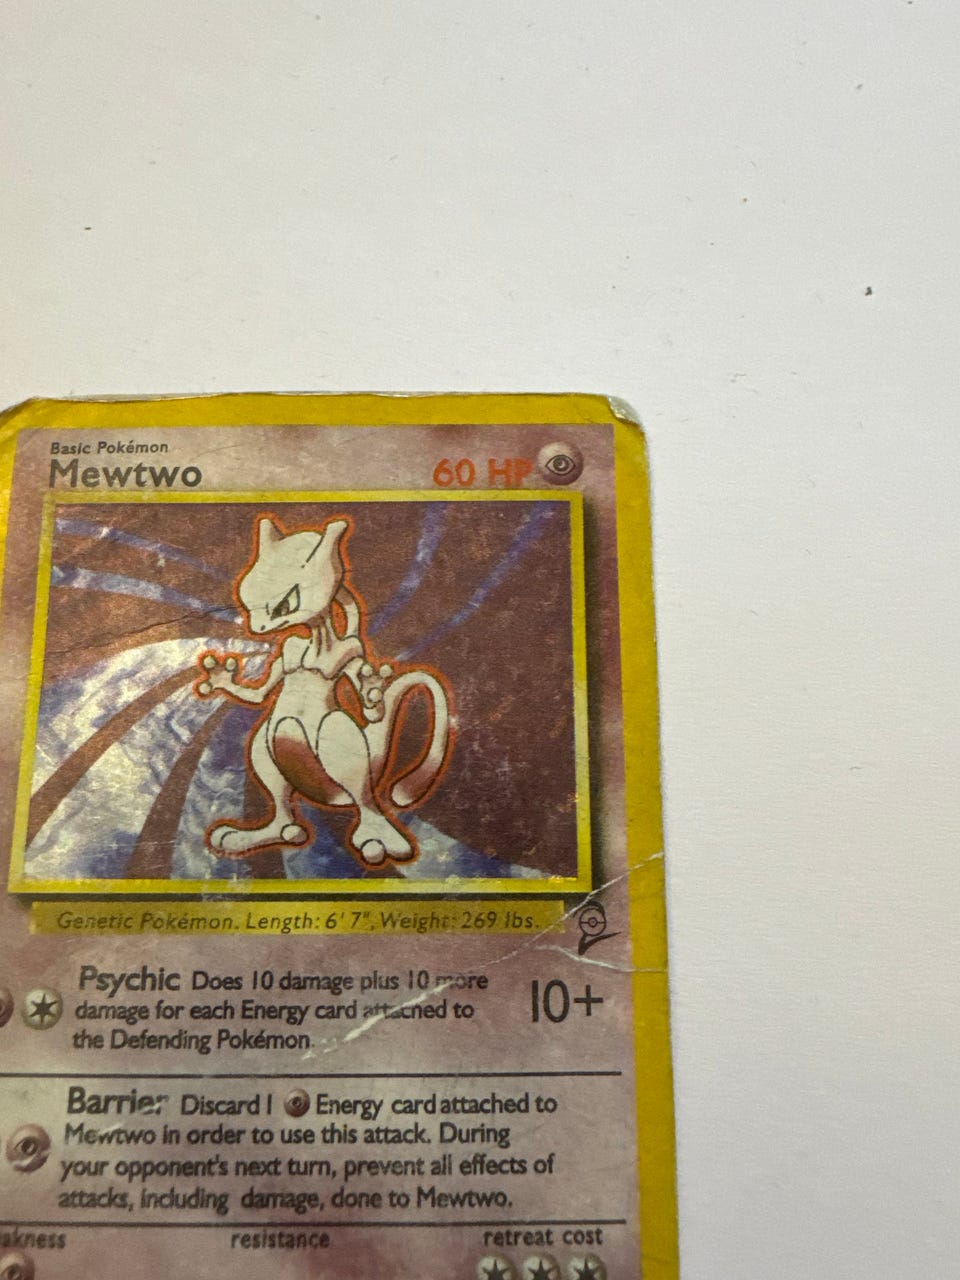 Basic Pokémon
Mewtwo
60 HP
Genetic Pokémon. Length: 6' 7", Weight: 269 lbs.
Psychic Does 10 damage plus 10 more
damage for each Energy card attached to
the Defending Pokémon.
10+
Barrier Discard 1 Energy card attached to
Mewtwo in order to use this attack. During
your opponent's next turn, prevent all effects of
attacks, including damage, done to Mewtwo.
akness resistance retreat cost